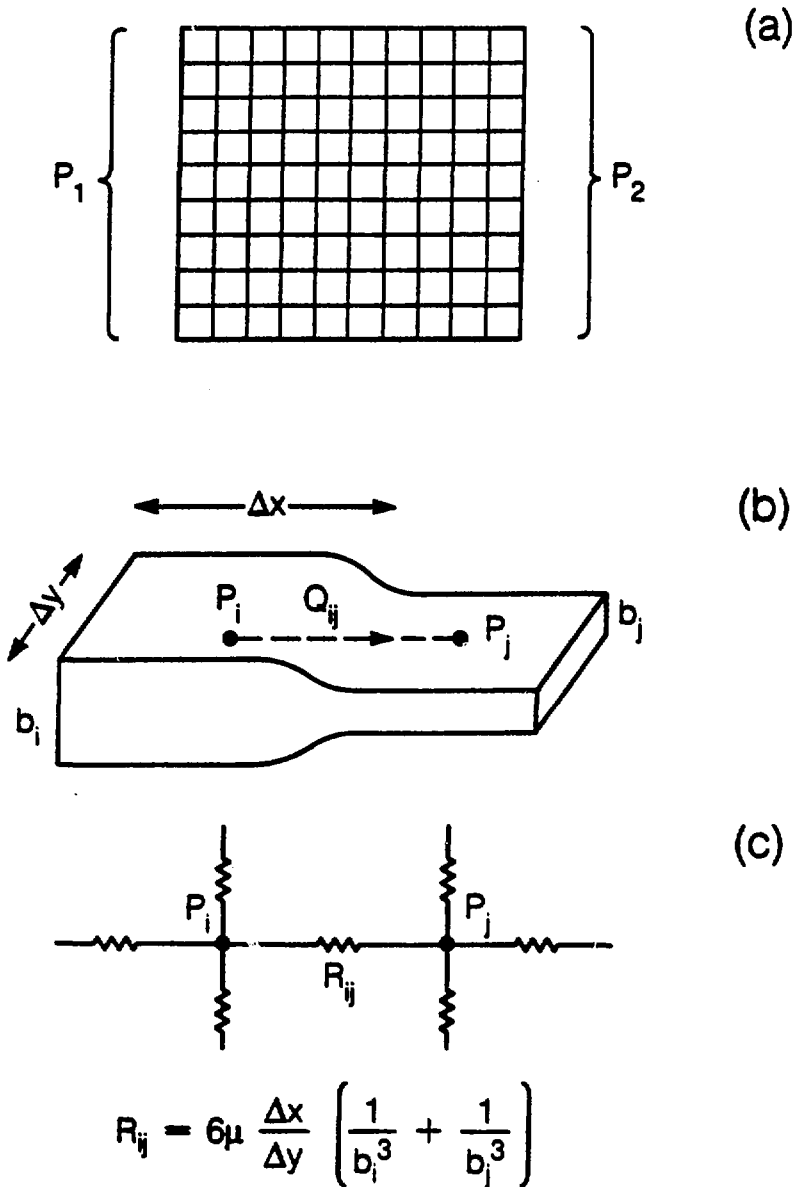 (a)
P₁
P₂
(b)
Δx
Δy
Pᵢ
Qᵢⱼ
Pⱼ
bⱼ
bᵢ
(c)
Pᵢ
Pⱼ
Rᵢⱼ
Rᵢⱼ = 6μ Δx/Δy (1/bᵢ³ + 1/bⱼ³)